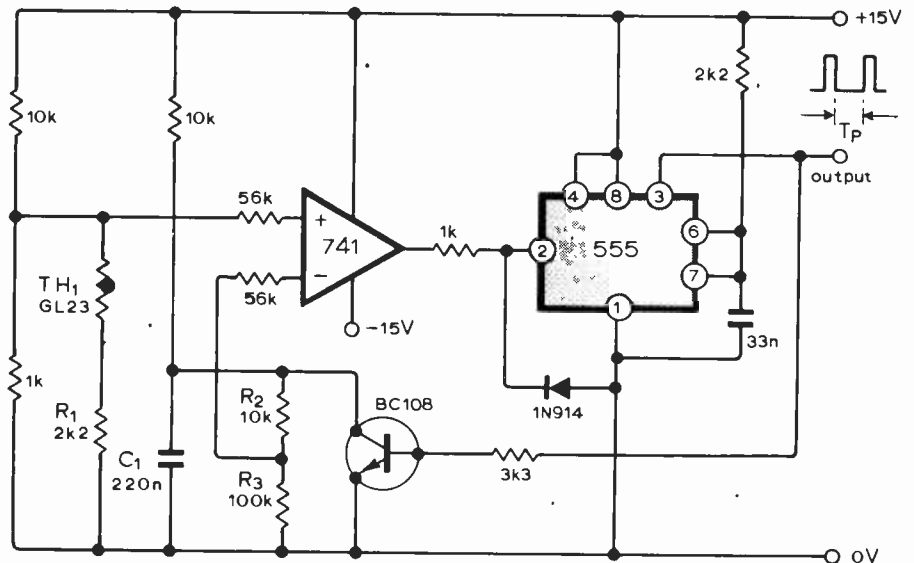 +15V
10k
10k
2k2
TP
output
4
8
3
56k
+
741
1k
2
555
6
7
TH1
GL23
−
56k
1
33n
−15V
1k
R1
2k2
C1
220n
R2
10k
BC108
1N914
R3
100k
3k3
0V